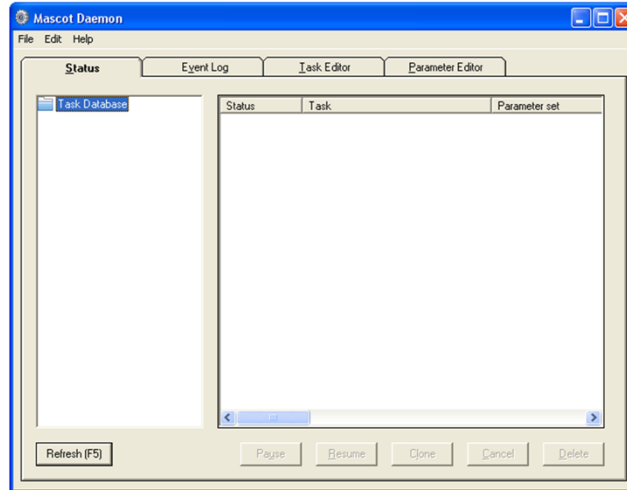 Mascot Daemon
File Edit Help
Status Event Log Task Editor Parameter Editor
Task Database
Status Task Parameter set
Refresh (F5) Pause Resume Clone Cancel Delete